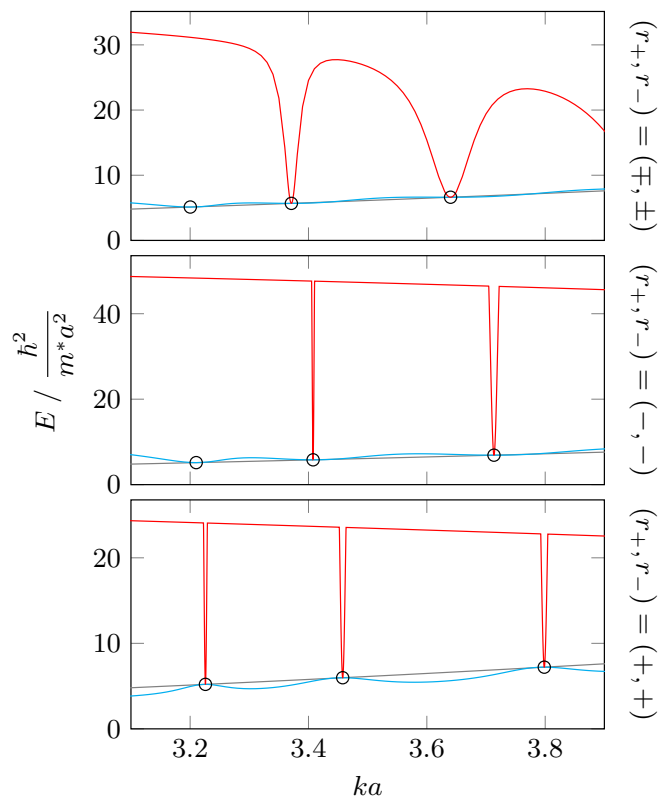 30
20
10
0
(r₊, r₋) = (∓, ±)
40
20
0
(r₊, r₋) = (−, −)
E / ħ²/m*a²
20
10
0
(r₊, r₋) = (+, +)
3.2 3.4 3.6 3.8
ka